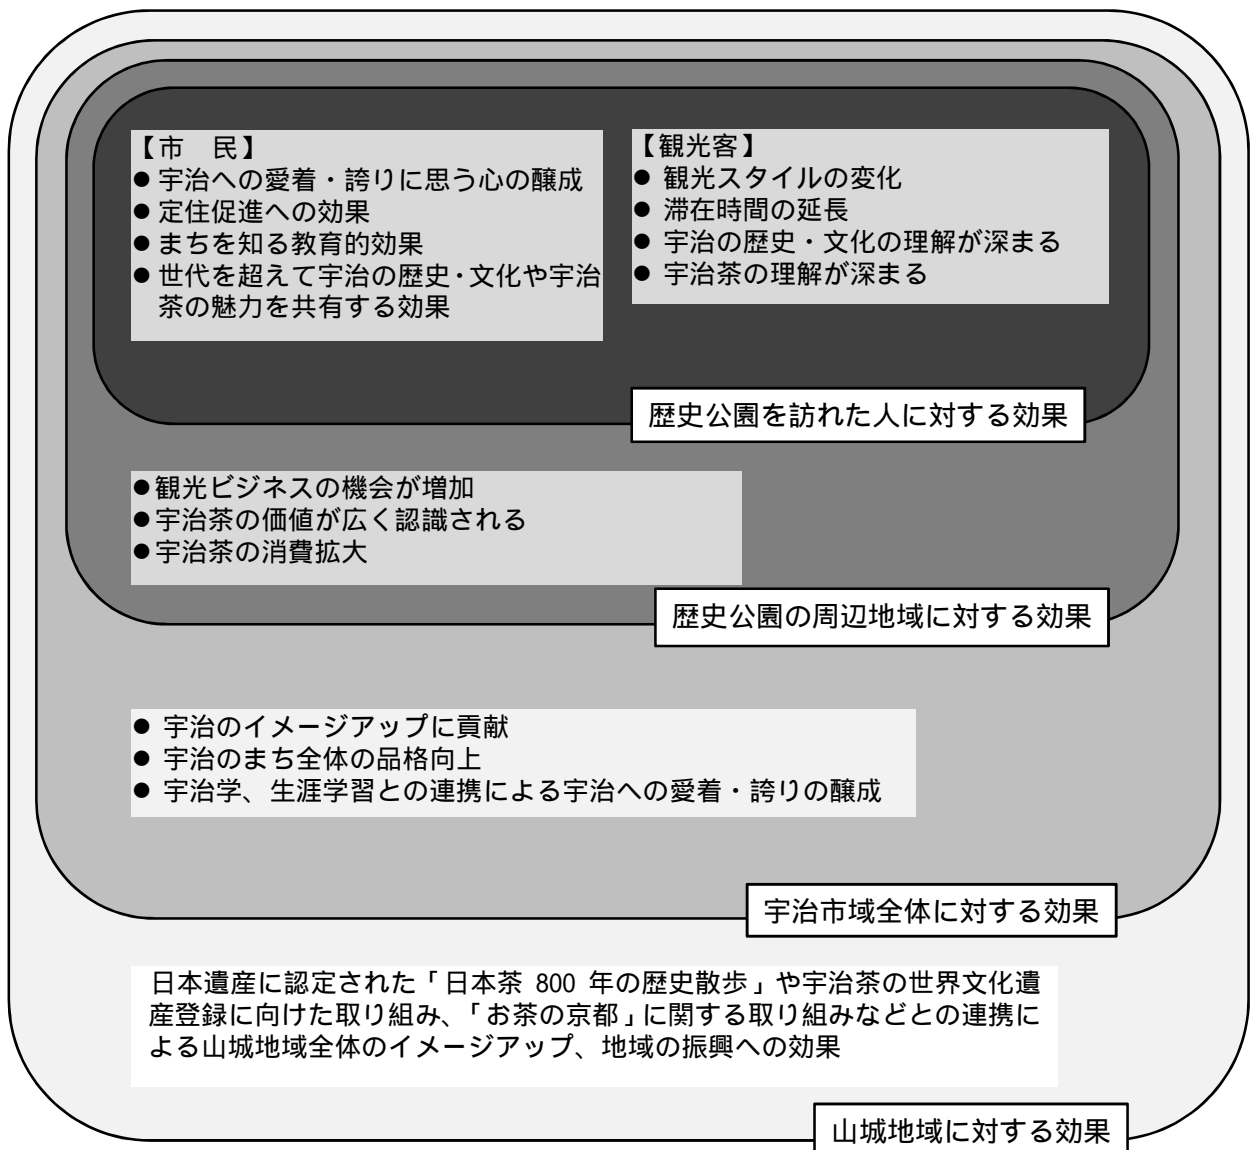 【市　民】
● 宇治への愛着・誇りに思う心の醸成
● 定住促進への効果
● まちを知る教育的効果
● 世代を超えて宇治の歴史・文化や宇治
茶の魅力を共有する効果
【観光客】
● 観光スタイルの変化
● 滞在時間の延長
● 宇治の歴史・文化の理解が深まる
● 宇治茶の理解が深まる
歴史公園を訪れた人に対する効果
●観光ビジネスの機会が増加
●宇治茶の価値が広く認識される
●宇治茶の消費拡大
歴史公園の周辺地域に対する効果
● 宇治のイメージアップに貢献
● 宇治のまち全体の品格向上
● 宇治学、生涯学習との連携による宇治への愛着・誇りの醸成
宇治市域全体に対する効果
日本遺産に認定された「日本茶 800 年の歴史散歩」や宇治茶の世界文化遺
産登録に向けた取り組み、「お茶の京都」に関する取り組みなどとの連携に
よる山城地域全体のイメージアップ、地域の振興への効果
山城地域に対する効果